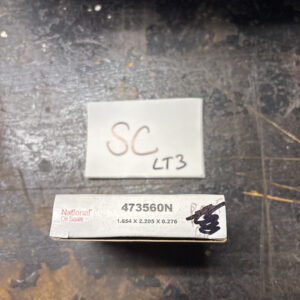 SC
LT3
National
Oil Seals
473560N
1.654 X 2.205 X 0.276